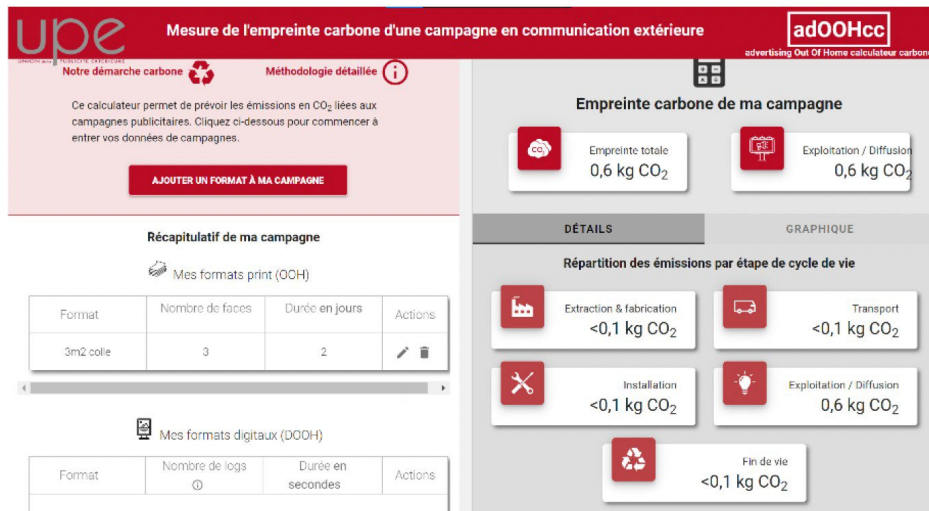 upe
UNION DE LA PUBLICITÉ EXTÉRIEURE
Mesure de l'empreinte carbone d'une campagne en communication extérieure
adOOHcc
advertising Out Of Home calculateur carbone
Notre démarche carbone
Méthodologie détaillée
Ce calculateur permet de prévoir les émissions en CO₂ liées aux
campagnes publicitaires. Cliquez ci-dessous pour commencer à
entrer vos données de campagnes.
AJOUTER UN FORMAT À MA CAMPAGNE
Récapitulatif de ma campagne
Mes formats print (OOH)
Format Nombre de faces Durée en jours Actions
3m2 colle 3 2
Mes formats digitaux (DOOH)
Format Nombre de logs Durée en secondes Actions
Empreinte carbone de ma campagne
CO₂
Empreinte totale
0,6 kg CO₂
Exploitation / Diffusion
0,6 kg CO₂
DÉTAILS GRAPHIQUE
Répartition des émissions par étape de cycle de vie
Extraction & fabrication
<0,1 kg CO₂
Transport
<0,1 kg CO₂
Installation
<0,1 kg CO₂
Exploitation / Diffusion
0,6 kg CO₂
Fin de vie
<0,1 kg CO₂